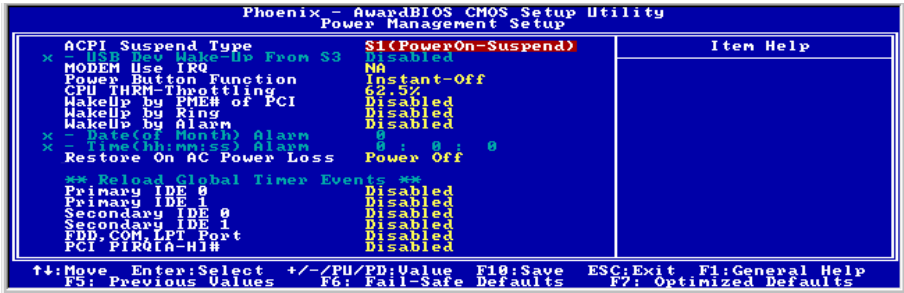 Phoenix - AwardBIOS CMOS Setup Utility
Power Management Setup
ACPI Suspend Type S1(PowerOn-Suspend) Item Help
x - USB Dev Wake-Up From S3 Disabled
MODEM Use IRQ NA
Power Button Function Instant-Off
CPU THRM-Throttling 62.5%
WakeUp by PME# of PCI Disabled
WakeUp by Ring Disabled
WakeUp by Alarm Disabled
x - Date(of Month) Alarm 0
x - Time(hh:mm:ss) Alarm 0 : 0 : 0
Restore On AC Power Loss Power Off
** Reload Global Timer Events **
Primary IDE 0 Disabled
Primary IDE 1 Disabled
Secondary IDE 0 Disabled
Secondary IDE 1 Disabled
FDD,COM,LPT Port Disabled
PCI PIRQ[A-H]# Disabled
↑↓:Move Enter:Select +/-/PU/PD:Value F10:Save ESC:Exit F1:General Help
F5: Previous Values F6: Fail-Safe Defaults F7: Optimized Defaults